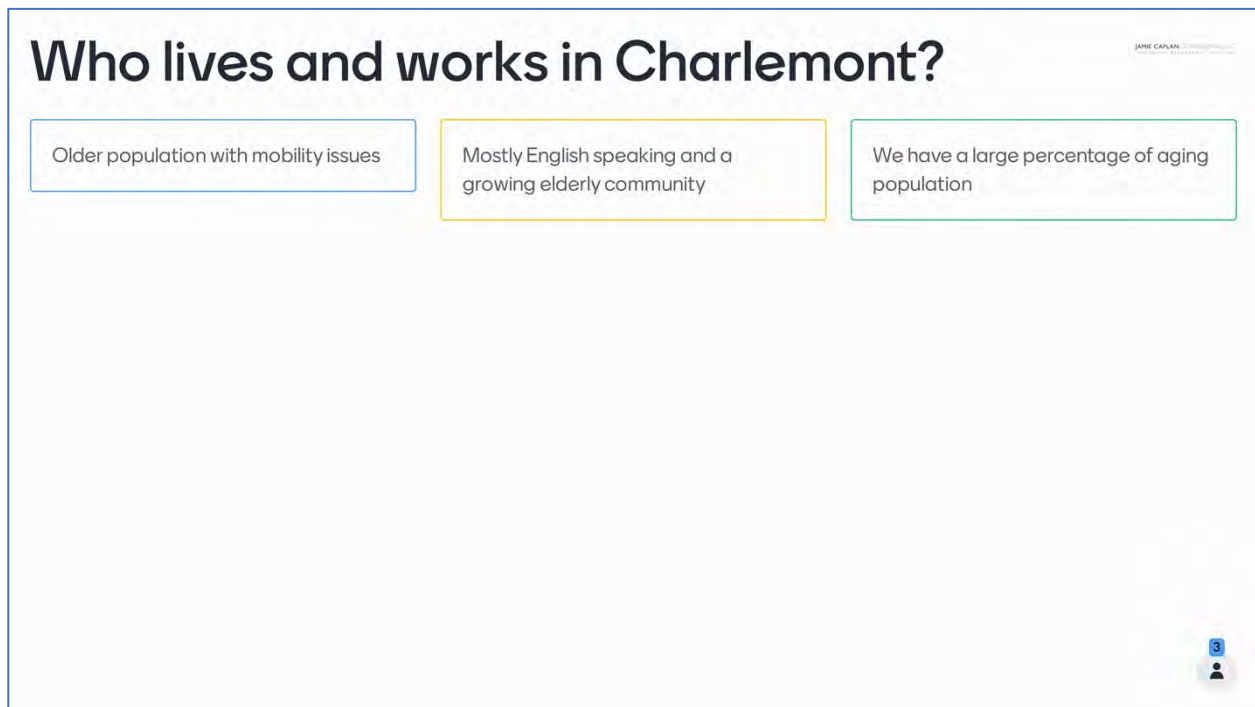 Who lives and works in Charlemont?
JAMIE CAPLAN
Older population with mobility issues
Mostly English speaking and a
growing elderly community
We have a large percentage of aging
population
3